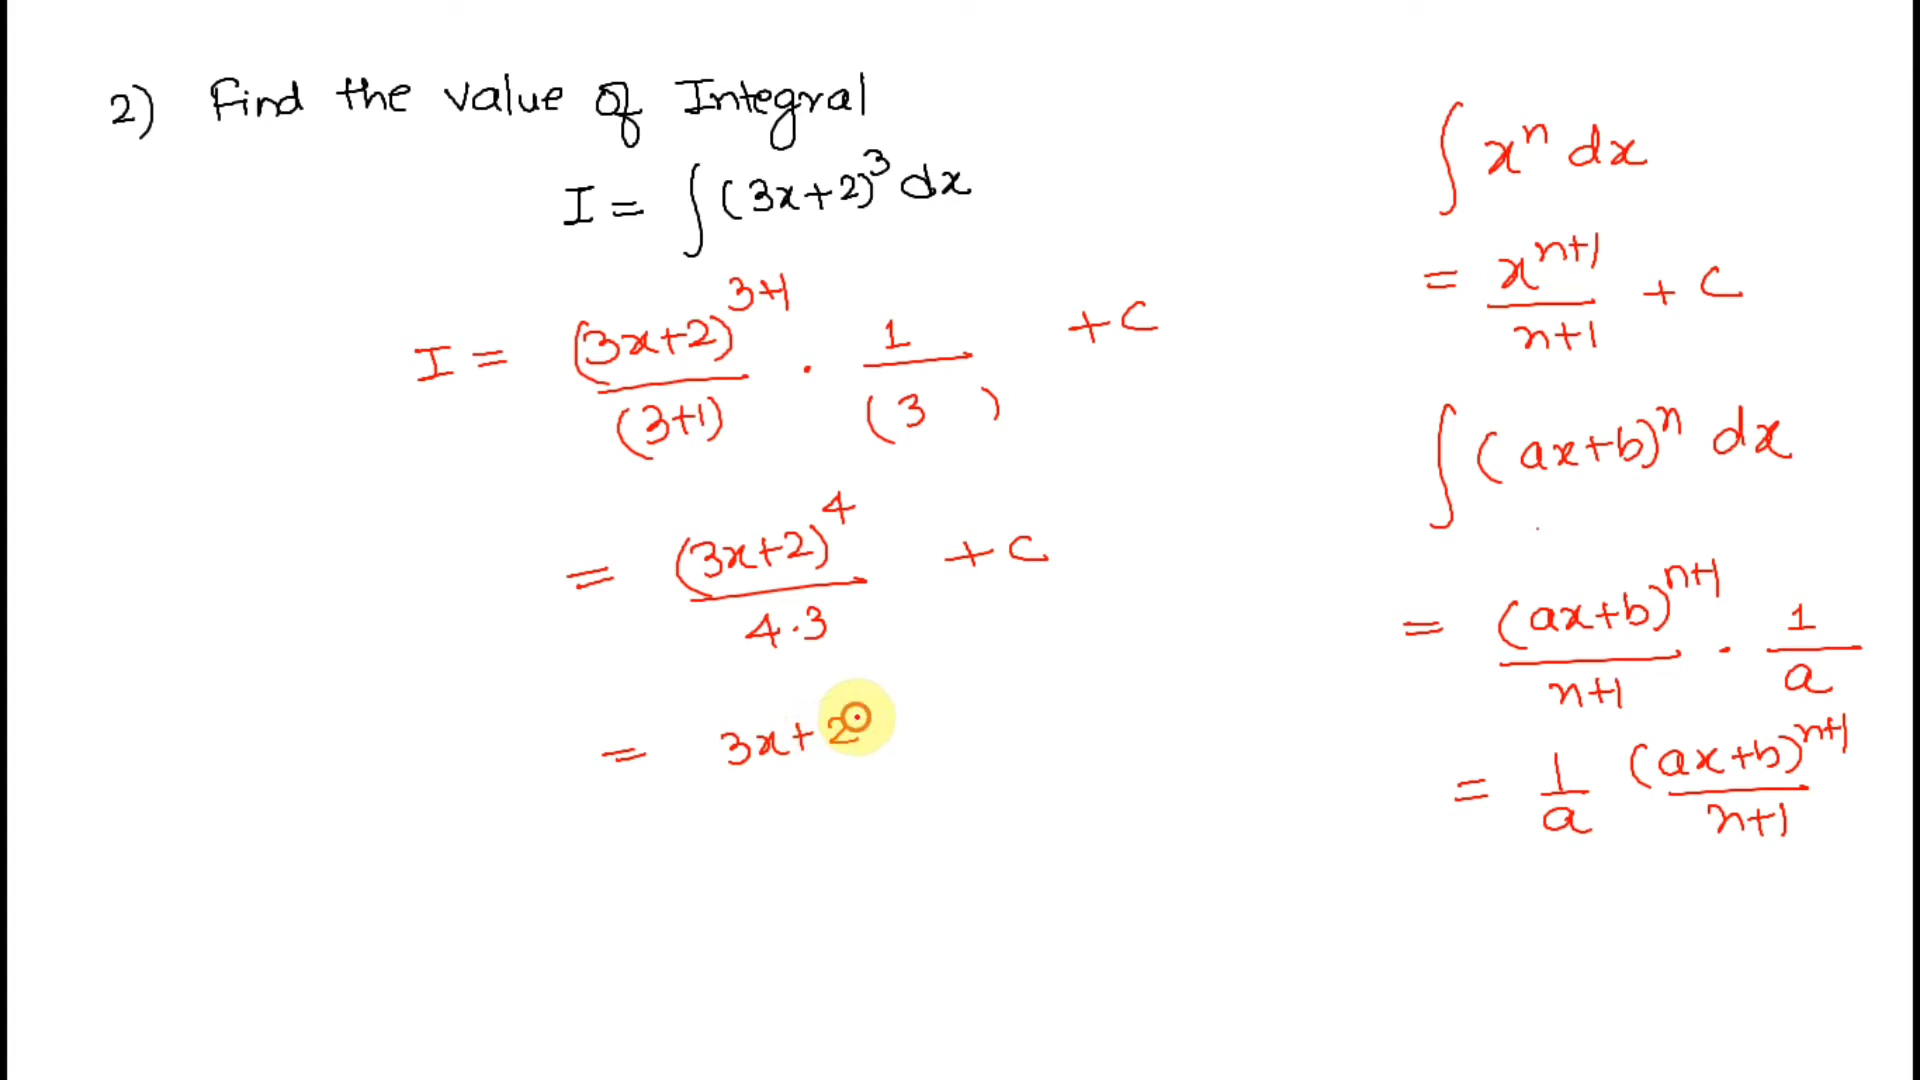 2) Find the value of Integral
I = ∫ (3x+2)^3 dx
I = (3x+2)^(3+1) / (3+1) · 1 / (3 ) + C
= (3x+2)^4 / 4·3 + C
= 3x+2
∫ x^n dx
= x^(n+1) / n+1 + C
∫ (ax+b)^n dx
= (ax+b)^(n+1) / n+1 · 1 / a
= 1 / a (ax+b)^(n+1) / n+1